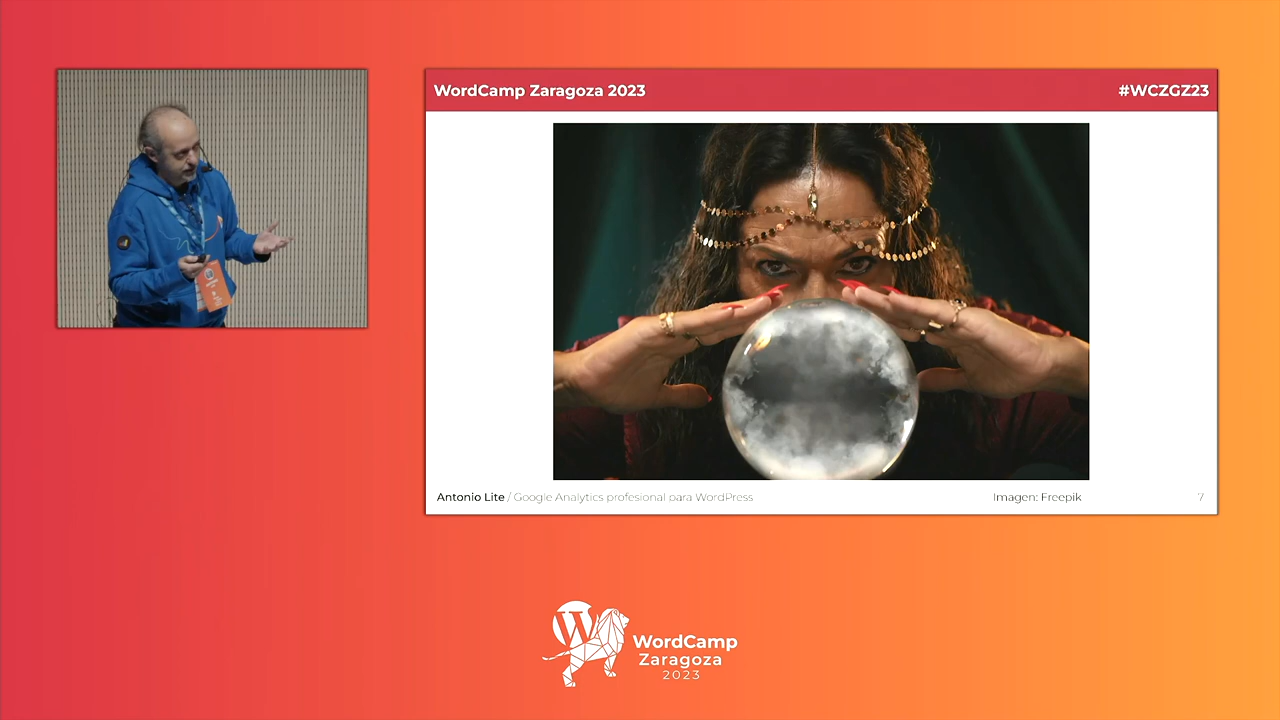 WordCamp Zaragoza 2023
#WCZGZ23
Antonio Lite / Google Analytics profesional para WordPress
Imagen: Freepik
7
WordCamp
Zaragoza
2023